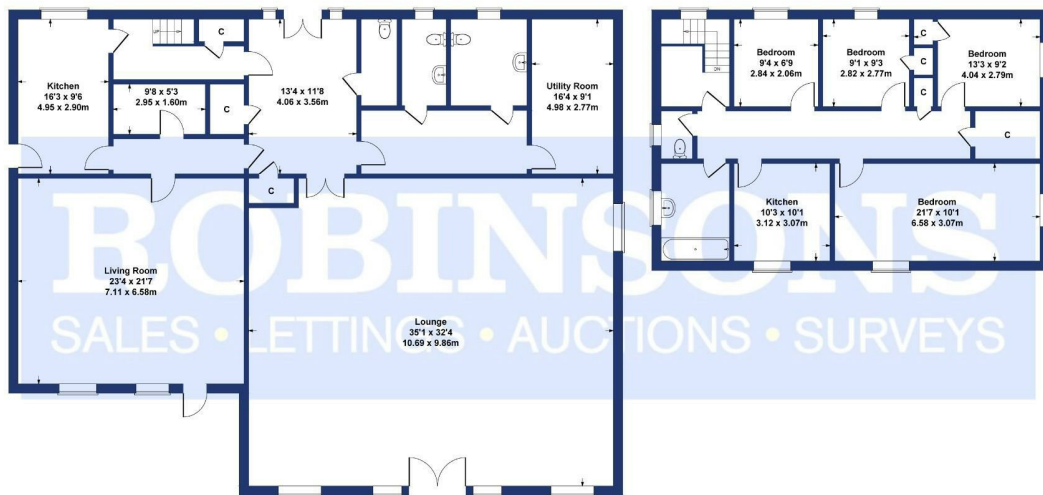 Kitchen
16'3 x 9'6
4.95 x 2.90m
C
UP
9'8 x 5'3
2.95 x 1.60m
C
13'4 x 11'8
4.06 x 3.56m
Utility Room
16'4 x 9'1
4.98 x 2.77m
C
Living Room
23'4 x 21'7
7.11 x 6.58m
Lounge
35'1 x 32'4
10.69 x 9.86m
DN
Bedroom
9'4 x 6'9
2.84 x 2.06m
Bedroom
9'1 x 9'3
2.82 x 2.77m
C
C
C
Bedroom
13'3 x 9'2
4.04 x 2.79m
C
Kitchen
10'3 x 10'1
3.12 x 3.07m
Bedroom
21'7 x 10'1
6.58 x 3.07m
ROBINSONS
SALES • LETTINGS • AUCTIONS • SURVEYS